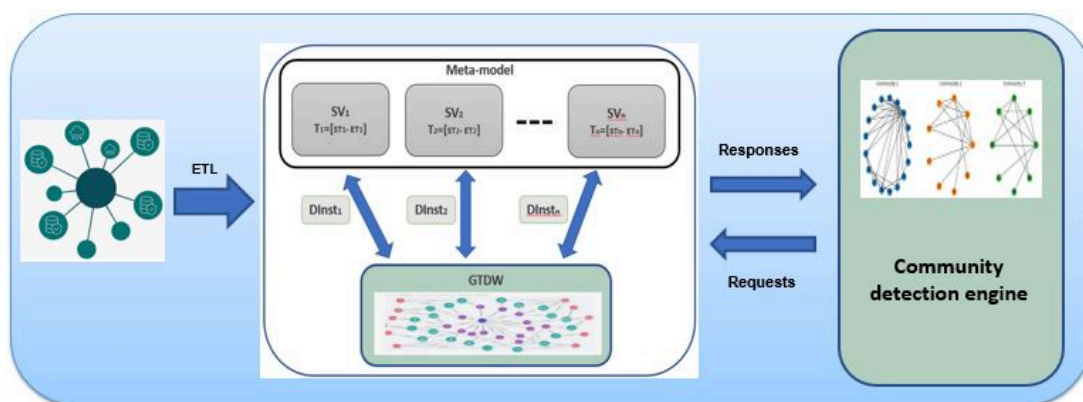 Meta-model
SV₁
T₁=[ST₁- ET₁]
SV₂
T₂=[ST₂- ET₂]
SVₙ
Tₙ=[STₙ- ETₙ]
ETL
DInst₁
DInst₂
DInstₙ
GTDW
Responses
Requests
Community
detection engine